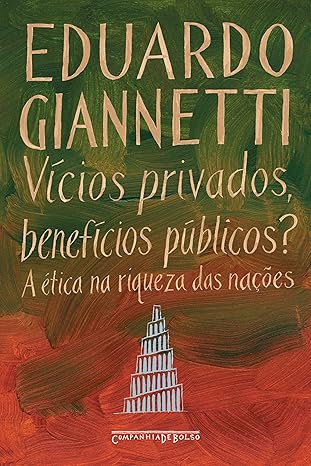 EDUARDO
GIANNETTI
Vícios privados,
benefícios públicos?
A ética na riqueza das nações
COMPANHIA DE BOLSO